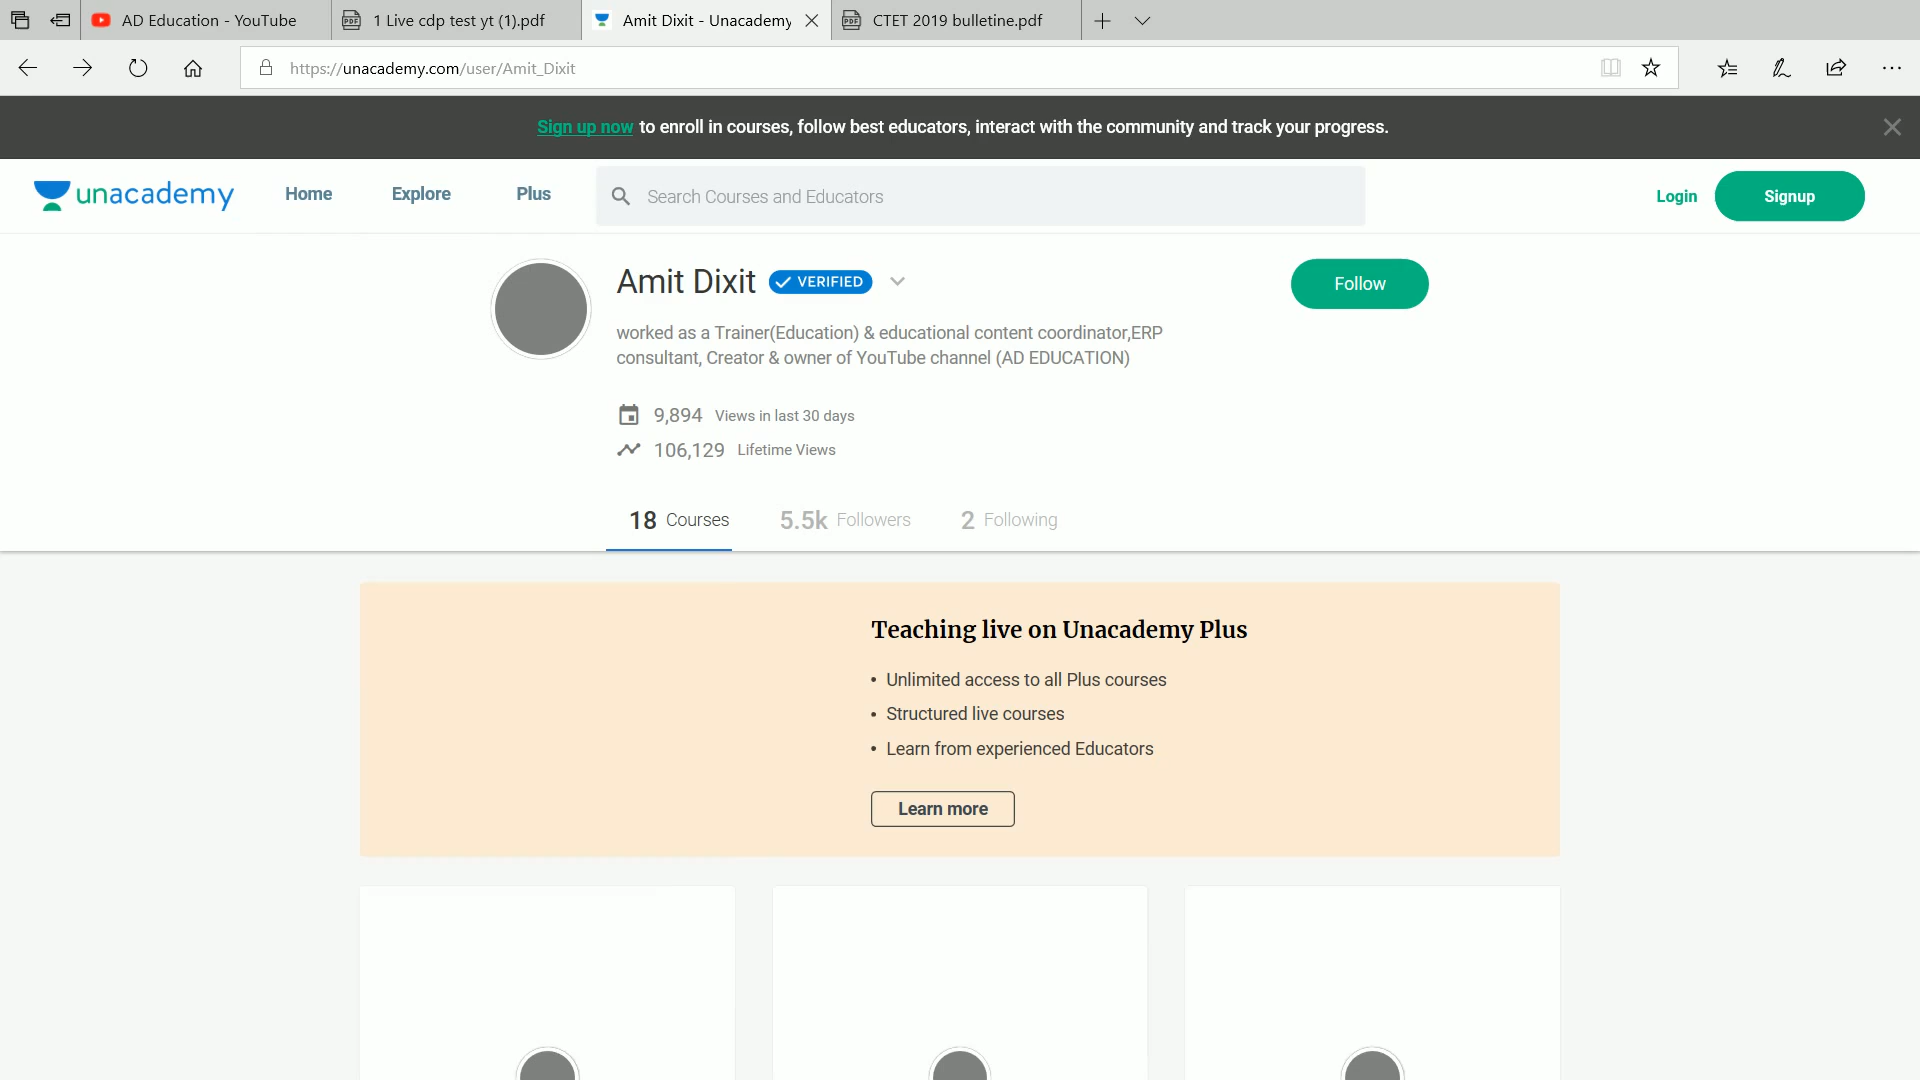 AD Education - YouTube
1 Live cdp test yt (1).pdf
Amit Dixit - Unacademy
CTET 2019 bulletine.pdf
https://unacademy.com/user/Amit_Dixit
Sign up now to enroll in courses, follow best educators, interact with the community and track your progress.
unacademy
Home
Explore
Plus
Search Courses and Educators
Login
Signup
Amit Dixit
VERIFIED
Follow
worked as a Trainer(Education) & educational content coordinator,ERP
consultant, Creator & owner of YouTube channel (AD EDUCATION)
9,894 Views in last 30 days
106,129 Lifetime Views
18 Courses
5.5k Followers
2 Following
Teaching live on Unacademy Plus
• Unlimited access to all Plus courses
• Structured live courses
• Learn from experienced Educators
Learn more